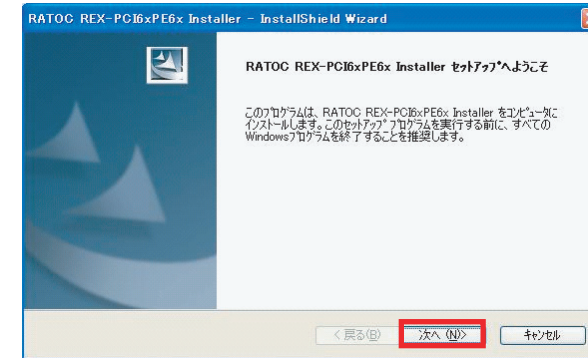 RATOC REX-PCI6xPE6x Installer - InstallShield Wizard
RATOC REX-PCI6xPE6x Installer セットアップへようこそ
このプログラムは、RATOC REX-PCI6xPE6x Installer をコンピュータに
インストールします。このセットアップ プログラムを実行する前に、すべての
Windowsプログラムを終了することを推奨します。
< 戻る(B)
次へ (N)>
キャンセル